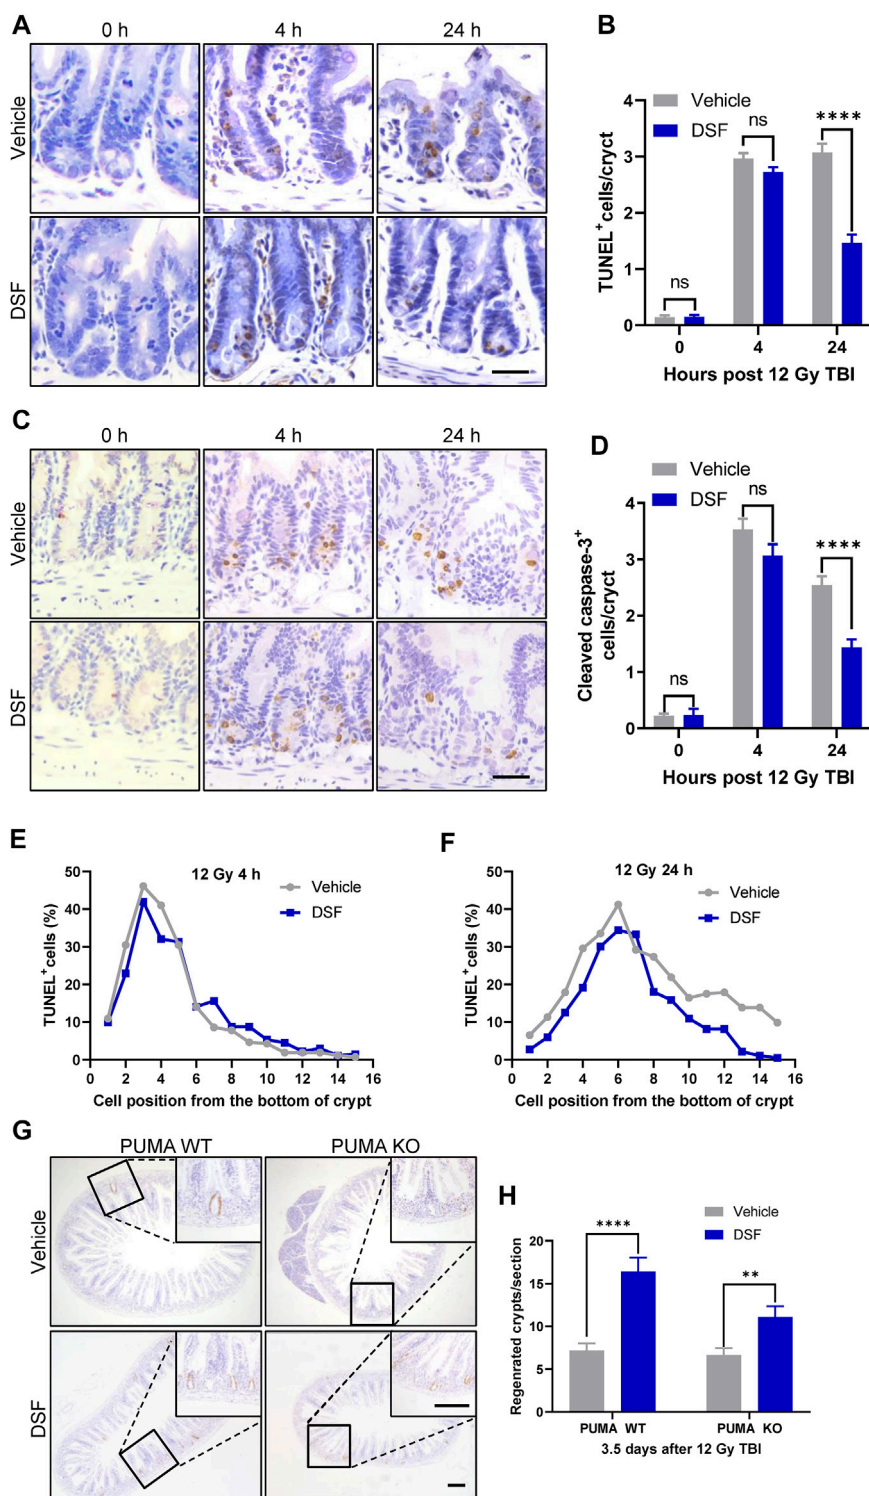 A
0 h
4 h
24 h
Vehicle
DSF
B
Vehicle
DSF
TUNEL+cells/cryct
4
3
2
1
0
ns
ns
****
0
4
24
Hours post 12 Gy TBI
C
0 h
4 h
24 h
Vehicle
DSF
D
Vehicle
DSF
Cleaved caspase-3+
cells/cryct
4
3
2
1
0
ns
ns
****
0
4
24
Hours post 12 Gy TBI
E
12 Gy 4 h
Vehicle
DSF
TUNEL+cells (%)
50
40
30
20
10
0
0 2 4 6 8 10 12 14 16
Cell position from the bottom of crypt
F
12 Gy 24 h
Vehicle
DSF
TUNEL+cells (%)
50
40
30
20
10
0
0 2 4 6 8 10 12 14 16
Cell position from the bottom of crypt
G
PUMA WT
PUMA KO
Vehicle
DSF
H
Vehicle
DSF
Regenrated crypts/section
20
15
10
5
0
****
**
PUMA WT
PUMA KO
3.5 days after 12 Gy TBI